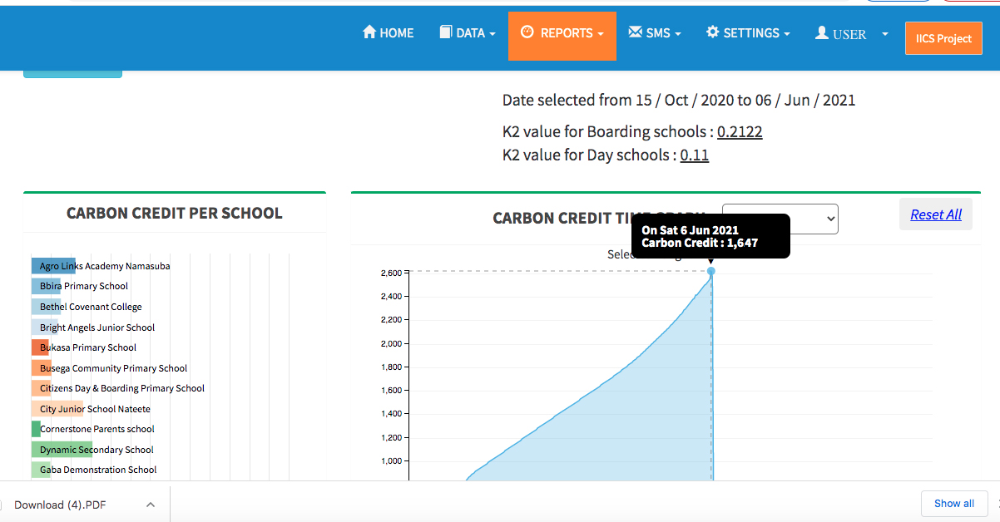 HOME DATA REPORTS SMS SETTINGS USER IICS Project
Date selected from 15 / Oct / 2020 to 06 / Jun / 2021
K2 value for Boarding schools : 0.2122
K2 value for Day schools : 0.11
CARBON CREDIT PER SCHOOL
Agro Links Academy Namasuba
Bbira Primary School
Bethel Covenant College
Bright Angels Junior School
Bukasa Primary School
Busega Community Primary School
Citizens Day & Boarding Primary School
City Junior School Nateete
Cornerstone Parents school
Dynamic Secondary School
Gaba Demonstration School
CARBON CREDIT
Reset All
On Sat 6 Jun 2021
Carbon Credit : 1,647
2,600
2,400
2,200
2,000
1,800
1,600
1,400
1,200
1,000
Download (4).PDF
Show all